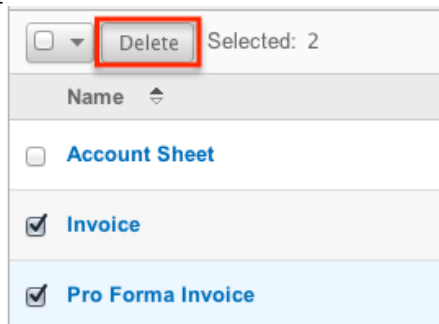 Delete Selected: 2
Name
Account Sheet
Invoice
Pro Forma Invoice